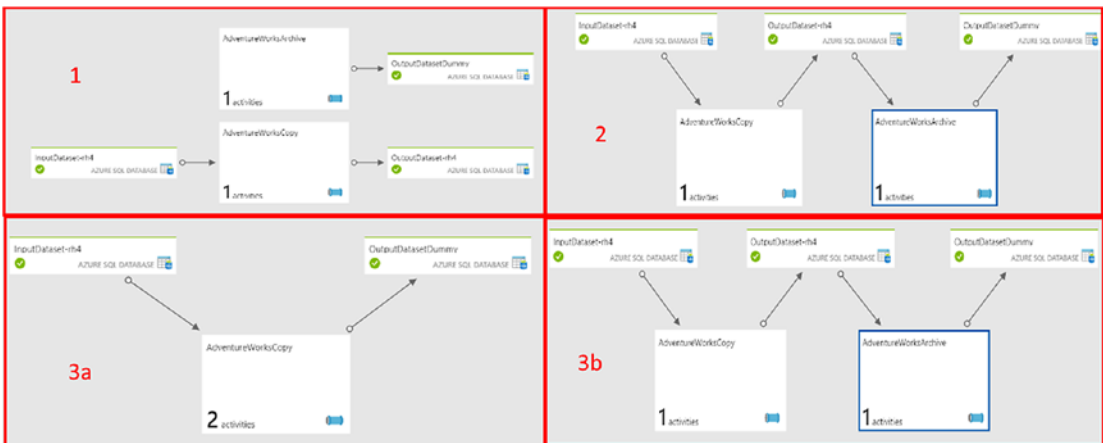 1
AdventureWorksArchive
1 activities
OutputDatasetDummy
AZURE SQL DATABASE
AdventureWorksCopy
1 activities
InputDataset-rh4
AZURE SQL DATABASE
OutputDataset-rh4
AZURE SQL DATABASE
2
InputDataset-rh4
AZURE SQL DATABASE
OutputDataset-rh4
AZURE SQL DATABASE
OutputDatasetDummy
AZURE SQL DATABASE
AdventureWorksCopy
1 activities
AdventureWorksArchive
1 activities
3a
InputDataset-rh4
AZURE SQL DATABASE
OutputDatasetDummy
AZURE SQL DATABASE
AdventureWorksCopy
2 activities
3b
InputDataset-rh4
AZURE SQL DATABASE
OutputDataset-rh4
AZURE SQL DATABASE
OutputDatasetDummy
AZURE SQL DATABASE
AdventureWorksCopy
1 activities
AdventureWorksArchive
1 activities